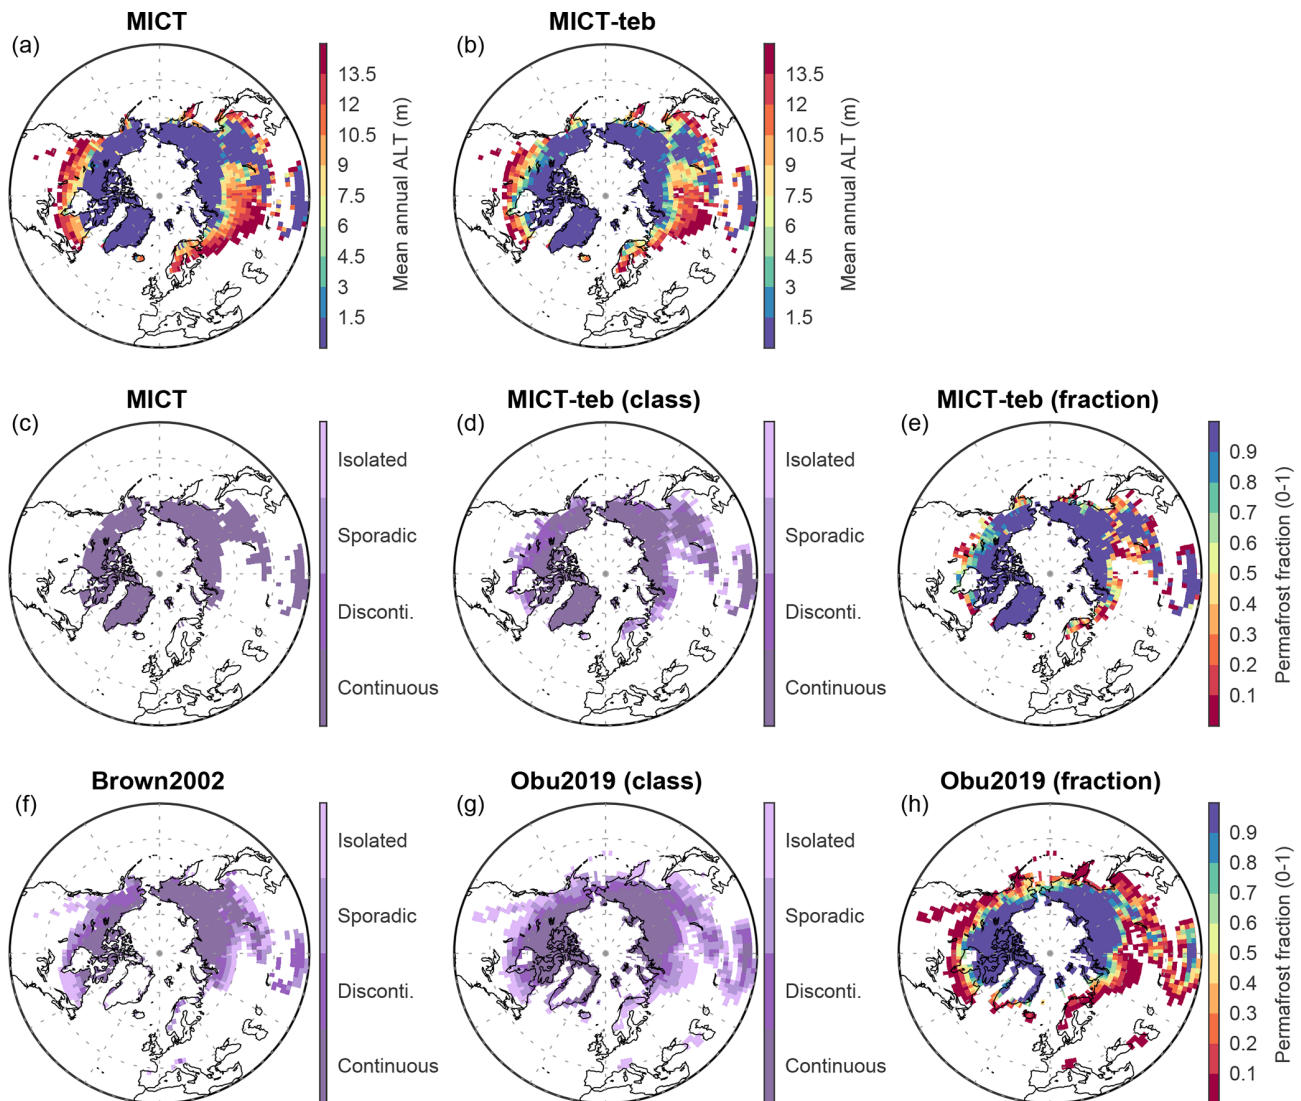 MICT
MICT-teb
(a)
(b)
13.5
12
10.5
9
7.5
6
4.5
3
1.5
Mean annual ALT (m)
13.5
12
10.5
9
7.5
6
4.5
3
1.5
Mean annual ALT (m)
MICT
MICT-teb (class)
MICT-teb (fraction)
(c)
(d)
(e)
Isolated
Sporadic
Disconti.
Continuous
Isolated
Sporadic
Disconti.
Continuous
0.9
0.8
0.7
0.6
0.5
0.4
0.3
0.2
0.1
Permafrost fraction (0-1)
Brown2002
Obu2019 (class)
Obu2019 (fraction)
(f)
(g)
(h)
Isolated
Sporadic
Disconti.
Continuous
Isolated
Sporadic
Disconti.
Continuous
0.9
0.8
0.7
0.6
0.5
0.4
0.3
0.2
0.1
Permafrost fraction (0-1)